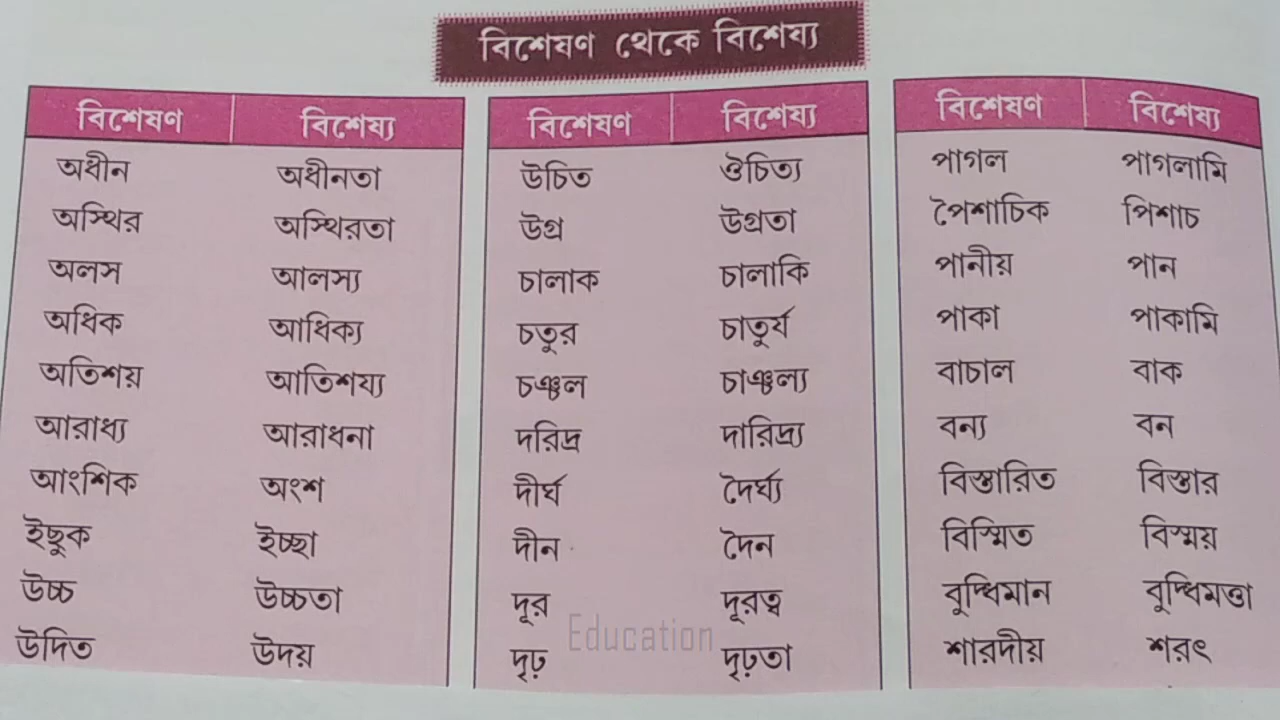 বিশেষণ থেকে বিশেষ্য
বিশেষণ বিশেষ্য
অধীন অধীনতা
অস্থির অস্থিরতা
অলস আলস্য
অধিক আধিক্য
অতিশয় আতিশয্য
আরাধ্য আরাধনা
আংশিক অংশ
ইছুক ইচ্ছা
উচ্চ উচ্চতা
উদিত উদয়
বিশেষণ বিশেষ্য
উচিত ঔচিত্য
উগ্র উগ্রতা
চালাক চালাকি
চতুর চাতুর্য
চঞ্চল চাঞ্চল্য
দরিদ্র দারিদ্র্য
দীর্ঘ দৈর্ঘ্য
দীন দৈন
দূর দূরত্ব
দৃঢ় দৃঢ়তা
Education
বিশেষণ বিশেষ্য
পাগল পাগলামি
পৈশাচিক পিশাচ
পানীয় পান
পাকা পাকামি
বাচাল বাক
বন্য বন
বিস্তারিত বিস্তার
বিস্মিত বিস্ময়
বুদ্ধিমান বুদ্ধিমত্তা
শারদীয় শরৎ